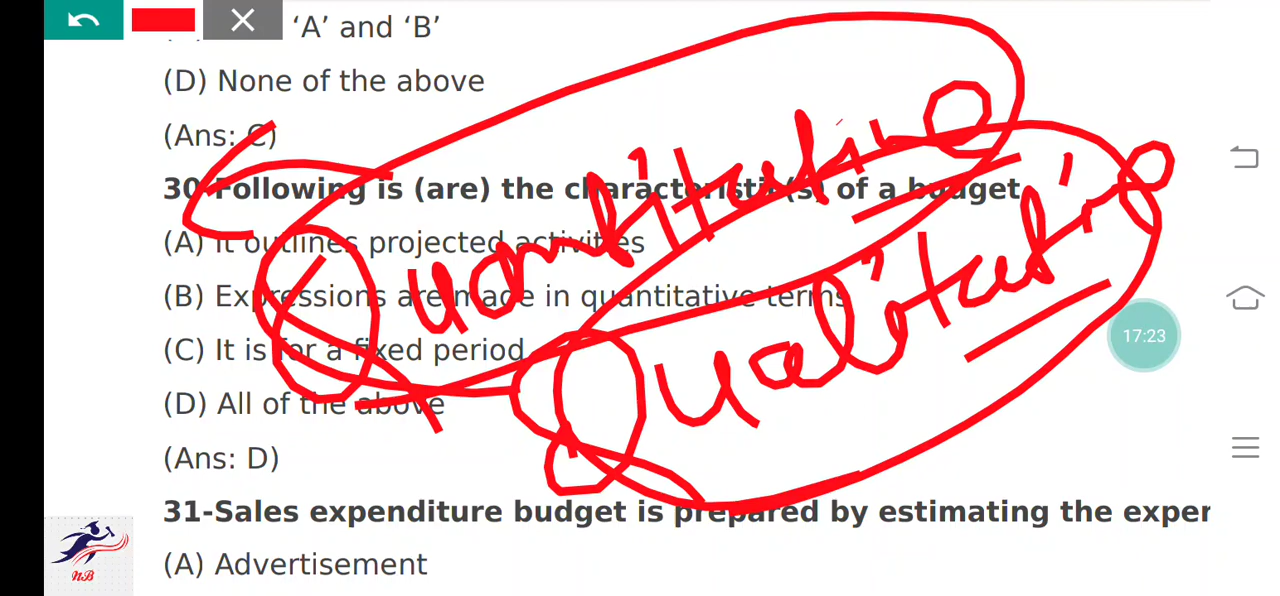 ‘A’ and ‘B’
(D) None of the above
(Ans: C)
30-Following is (are) the characteristic(s) of a budget
(A) It outlines projected activities
(B) Expressions are made in quantitative terms
(C) It is for a fixed period
(D) All of the above
(Ans: D)
Quantitative
Qualitative
17:23
31-Sales expenditure budget is prepared by estimating the exper
(A) Advertisement
NB